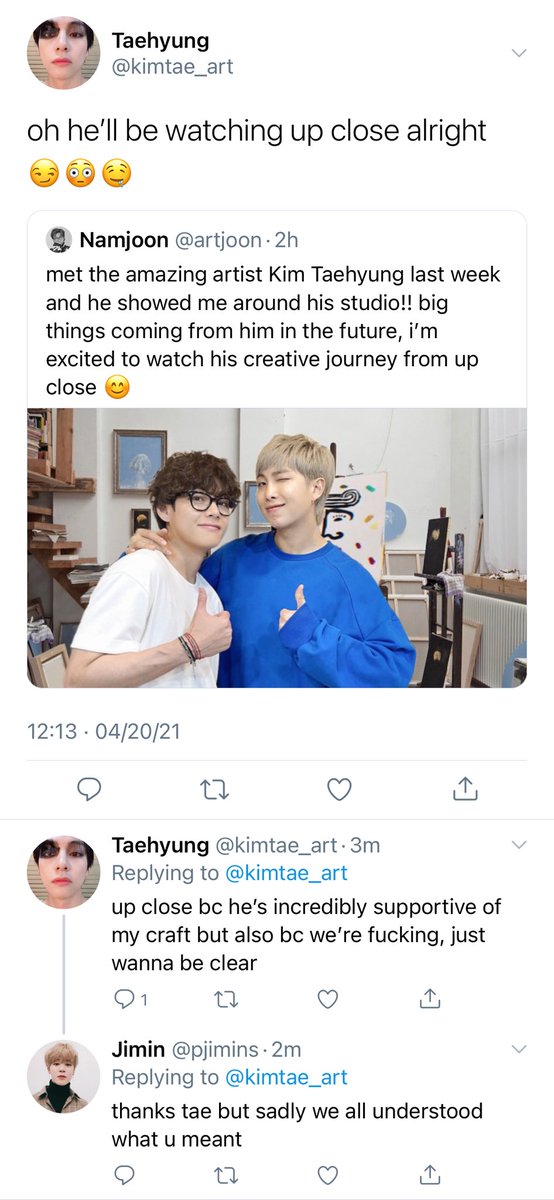 Taehyung
@kimtae_art
oh he’ll be watching up close alright
😏😳🤤
Namjoon @artjoon · 2h
met the amazing artist Kim Taehyung last week
and he showed me around his studio!! big
things coming from him in the future, i’m
excited to watch his creative journey from up
close 😊
12:13 · 04/20/21
Taehyung @kimtae_art · 3m
Replying to @kimtae_art
up close bc he’s incredibly supportive of
my craft but also bc we’re fucking, just
wanna be clear
1
Jimin @pjimins · 2m
Replying to @kimtae_art
thanks tae but sadly we all understood
what u meant